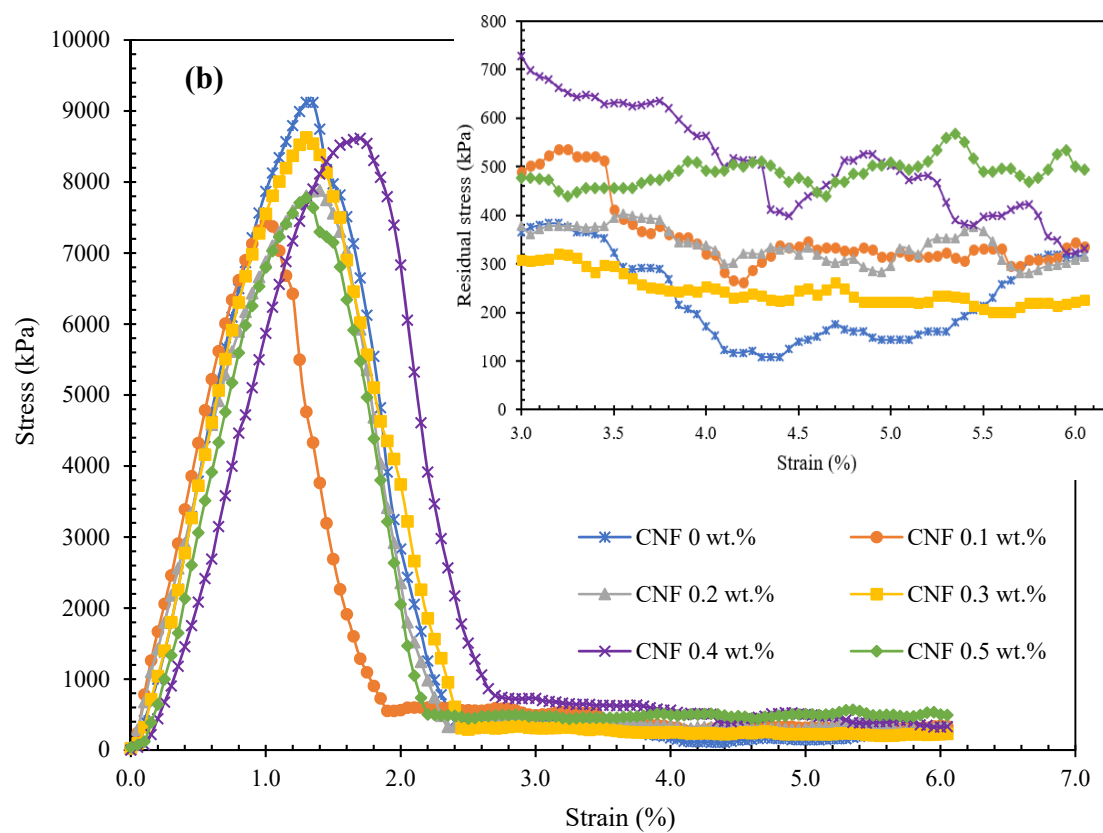 (b)
Stress (kPa)
10000
9000
8000
7000
6000
5000
4000
3000
2000
1000
0
0.0 1.0 2.0 3.0 4.0 5.0 6.0 7.0
Strain (%)
Residual stress (kPa)
800
700
600
500
400
300
200
100
0
3.0 3.5 4.0 4.5 5.0 5.5 6.0
Strain (%)
CNF 0 wt.% CNF 0.1 wt.%
CNF 0.2 wt.% CNF 0.3 wt.%
CNF 0.4 wt.% CNF 0.5 wt.%